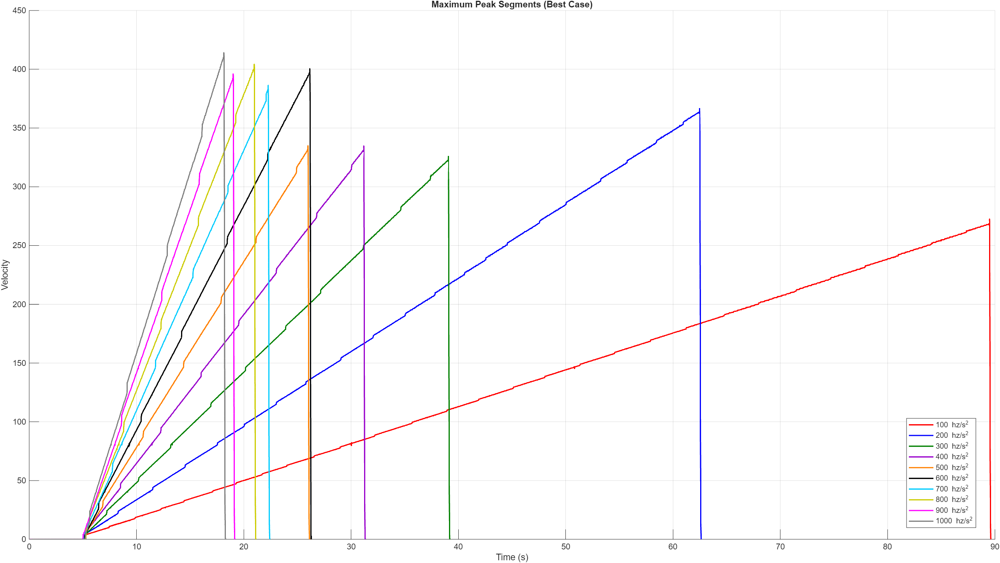 Maximum Peak Segments (Best Case)
450
400
350
300
250
200
150
100
50
0
Velocity
0 10 20 30 40 50 60 70 80 90
Time (s)
100 hz/s²
200 hz/s²
300 hz/s²
400 hz/s²
500 hz/s²
600 hz/s²
700 hz/s²
800 hz/s²
900 hz/s²
1000 hz/s²